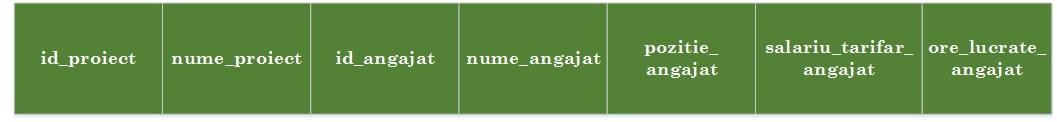 id_proiect
nume_proiect
id_angajat
nume_angajat
pozitie_
angajat
salariu_tarifar_
angajat
ore_lucrate_
angajat